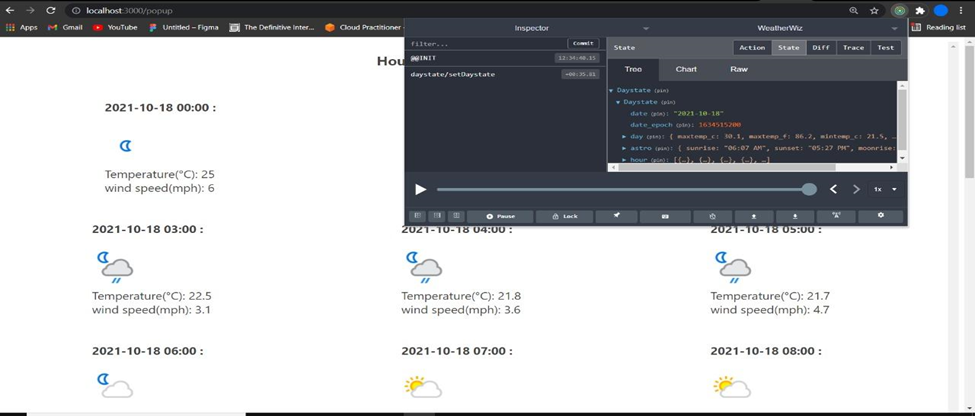 localhost:3000/popup
Apps Gmail YouTube Untitled – Figma The Definitive Inter... Cloud Practitioner Reading list
Hou
Inspector WeatherWiz
filter... Commit
@@INIT 12:34:40.15
daystate/setDaystate +00:35.81
State Action State Diff Trace Test
Tree Chart Raw
Daystate (pin)
Daystate (pin)
date (pin): "2021-10-18"
date_epoch (pin): 1634515200
day (pin): { maxtemp_c: 30.1, maxtemp_f: 86.2, mintemp_c: 21.5, …
astro (pin): { sunrise: "06:07 AM", sunset: "05:27 PM", moonrise:
hour (pin): [{…}, {…}, {…}, {…}, …]
1x
Pause Lock
2021-10-18 00:00 :
Temperature(°C): 25
wind speed(mph): 6
2021-10-18 03:00 : 2021-10-18 04:00 : 2021-10-18 05:00 :
Temperature(°C): 22.5 Temperature(°C): 21.8 Temperature(°C): 21.7
wind speed(mph): 3.1 wind speed(mph): 3.6 wind speed(mph): 4.7
2021-10-18 06:00 : 2021-10-18 07:00 : 2021-10-18 08:00 :